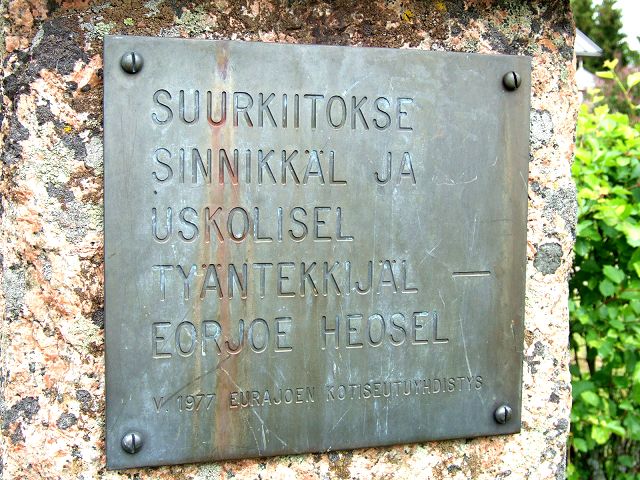 SUURKIITOKSE
SINNIKKÄL JA
USKOLISEL
TYÄNTEKKIJÄL —
EORJOE HEOSEL
V. 1977 EURAJOEN KOTISEUTUYHDISTYS